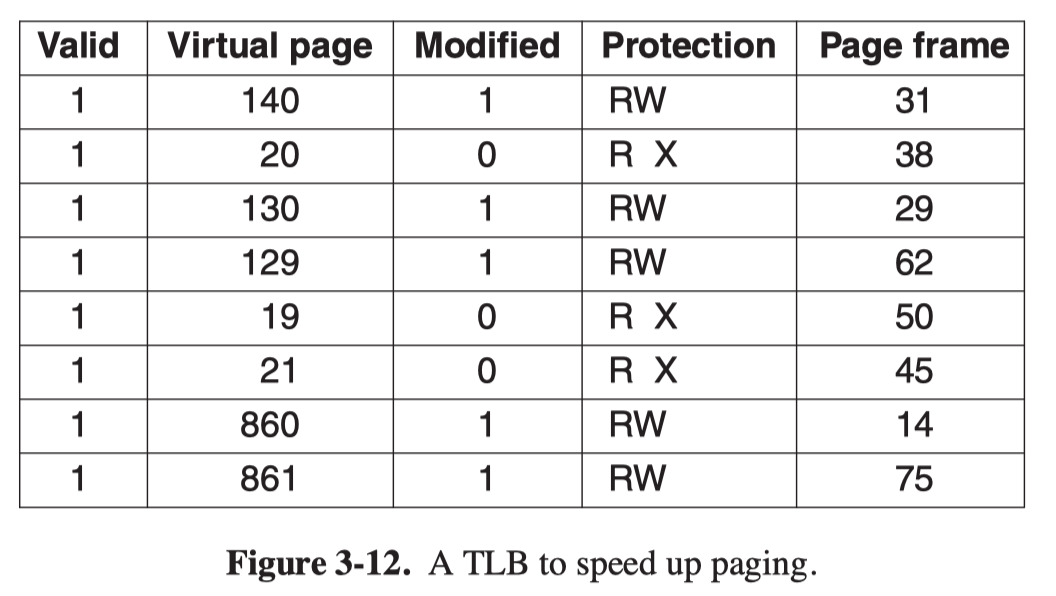 Valid Virtual page Modified Protection Page frame
1 140 1 RW 31
1 20 0 R X 38
1 130 1 RW 29
1 129 1 RW 62
1 19 0 R X 50
1 21 0 R X 45
1 860 1 RW 14
1 861 1 RW 75
Figure 3-12. A TLB to speed up paging.